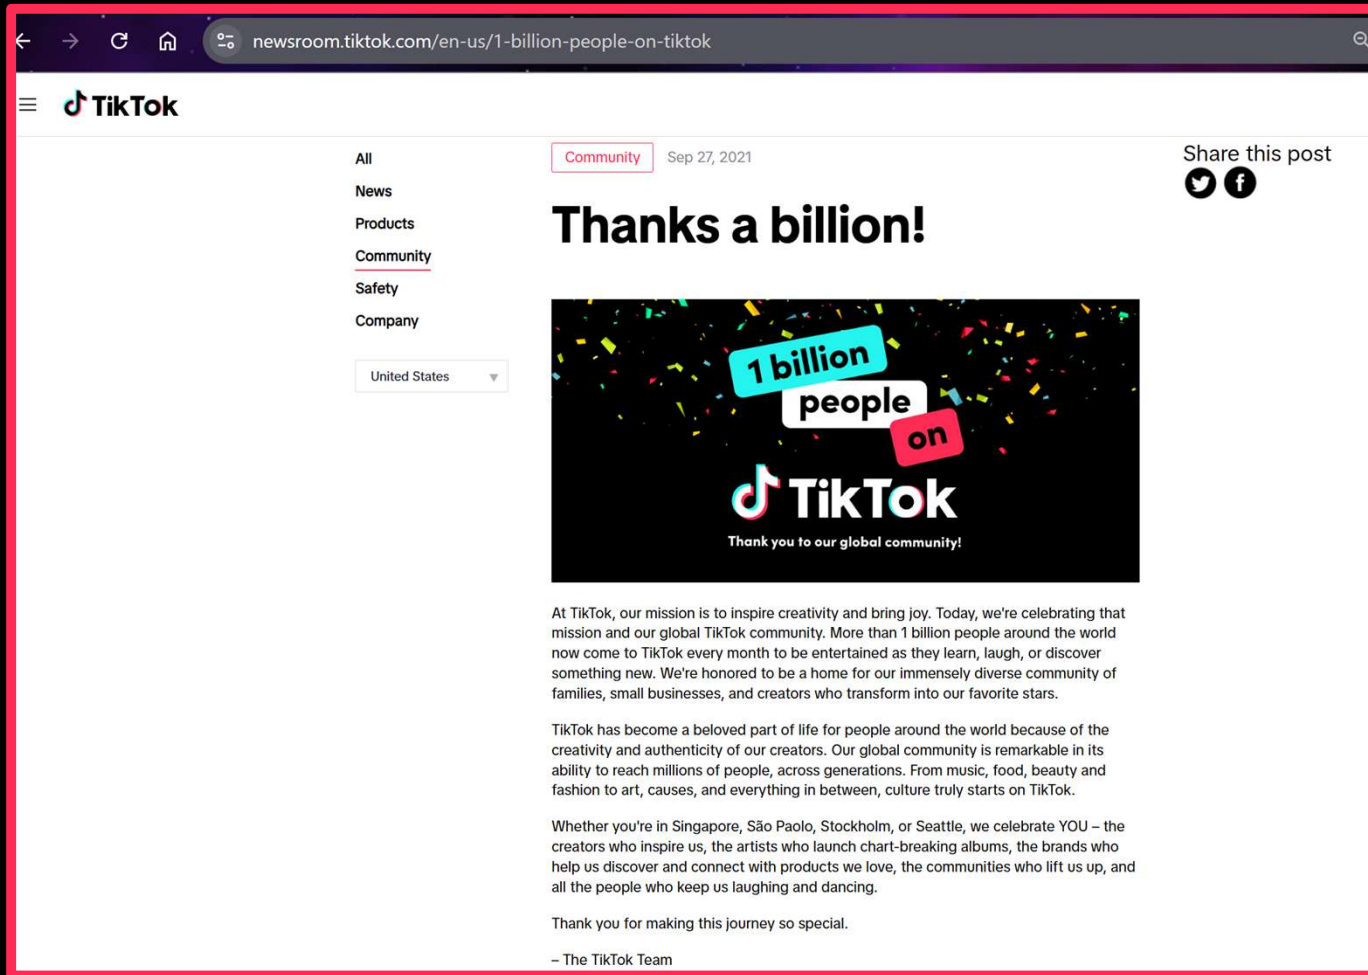 newsroom.tiktok.com/en-us/1-billion-people-on-tiktok
TikTok
All
News
Products
Community
Safety
Company
United States
Community Sep 27, 2021
Thanks a billion!
1 billion
people
on
TikTok
Thank you to our global community!
At TikTok, our mission is to inspire creativity and bring joy. Today, we're celebrating that
mission and our global TikTok community. More than 1 billion people around the world
now come to TikTok every month to be entertained as they learn, laugh, or discover
something new. We're honored to be a home for our immensely diverse community of
families, small businesses, and creators who transform into our favorite stars.
TikTok has become a beloved part of life for people around the world because of the
creativity and authenticity of our creators. Our global community is remarkable in its
ability to reach millions of people, across generations. From music, food, beauty and
fashion to art, causes, and everything in between, culture truly starts on TikTok.
Whether you're in Singapore, São Paolo, Stockholm, or Seattle, we celebrate YOU – the
creators who inspire us, the artists who launch chart-breaking albums, the brands who
help us discover and connect with products we love, the communities who lift us up, and
all the people who keep us laughing and dancing.
Thank you for making this journey so special.
– The TikTok Team
Share this post